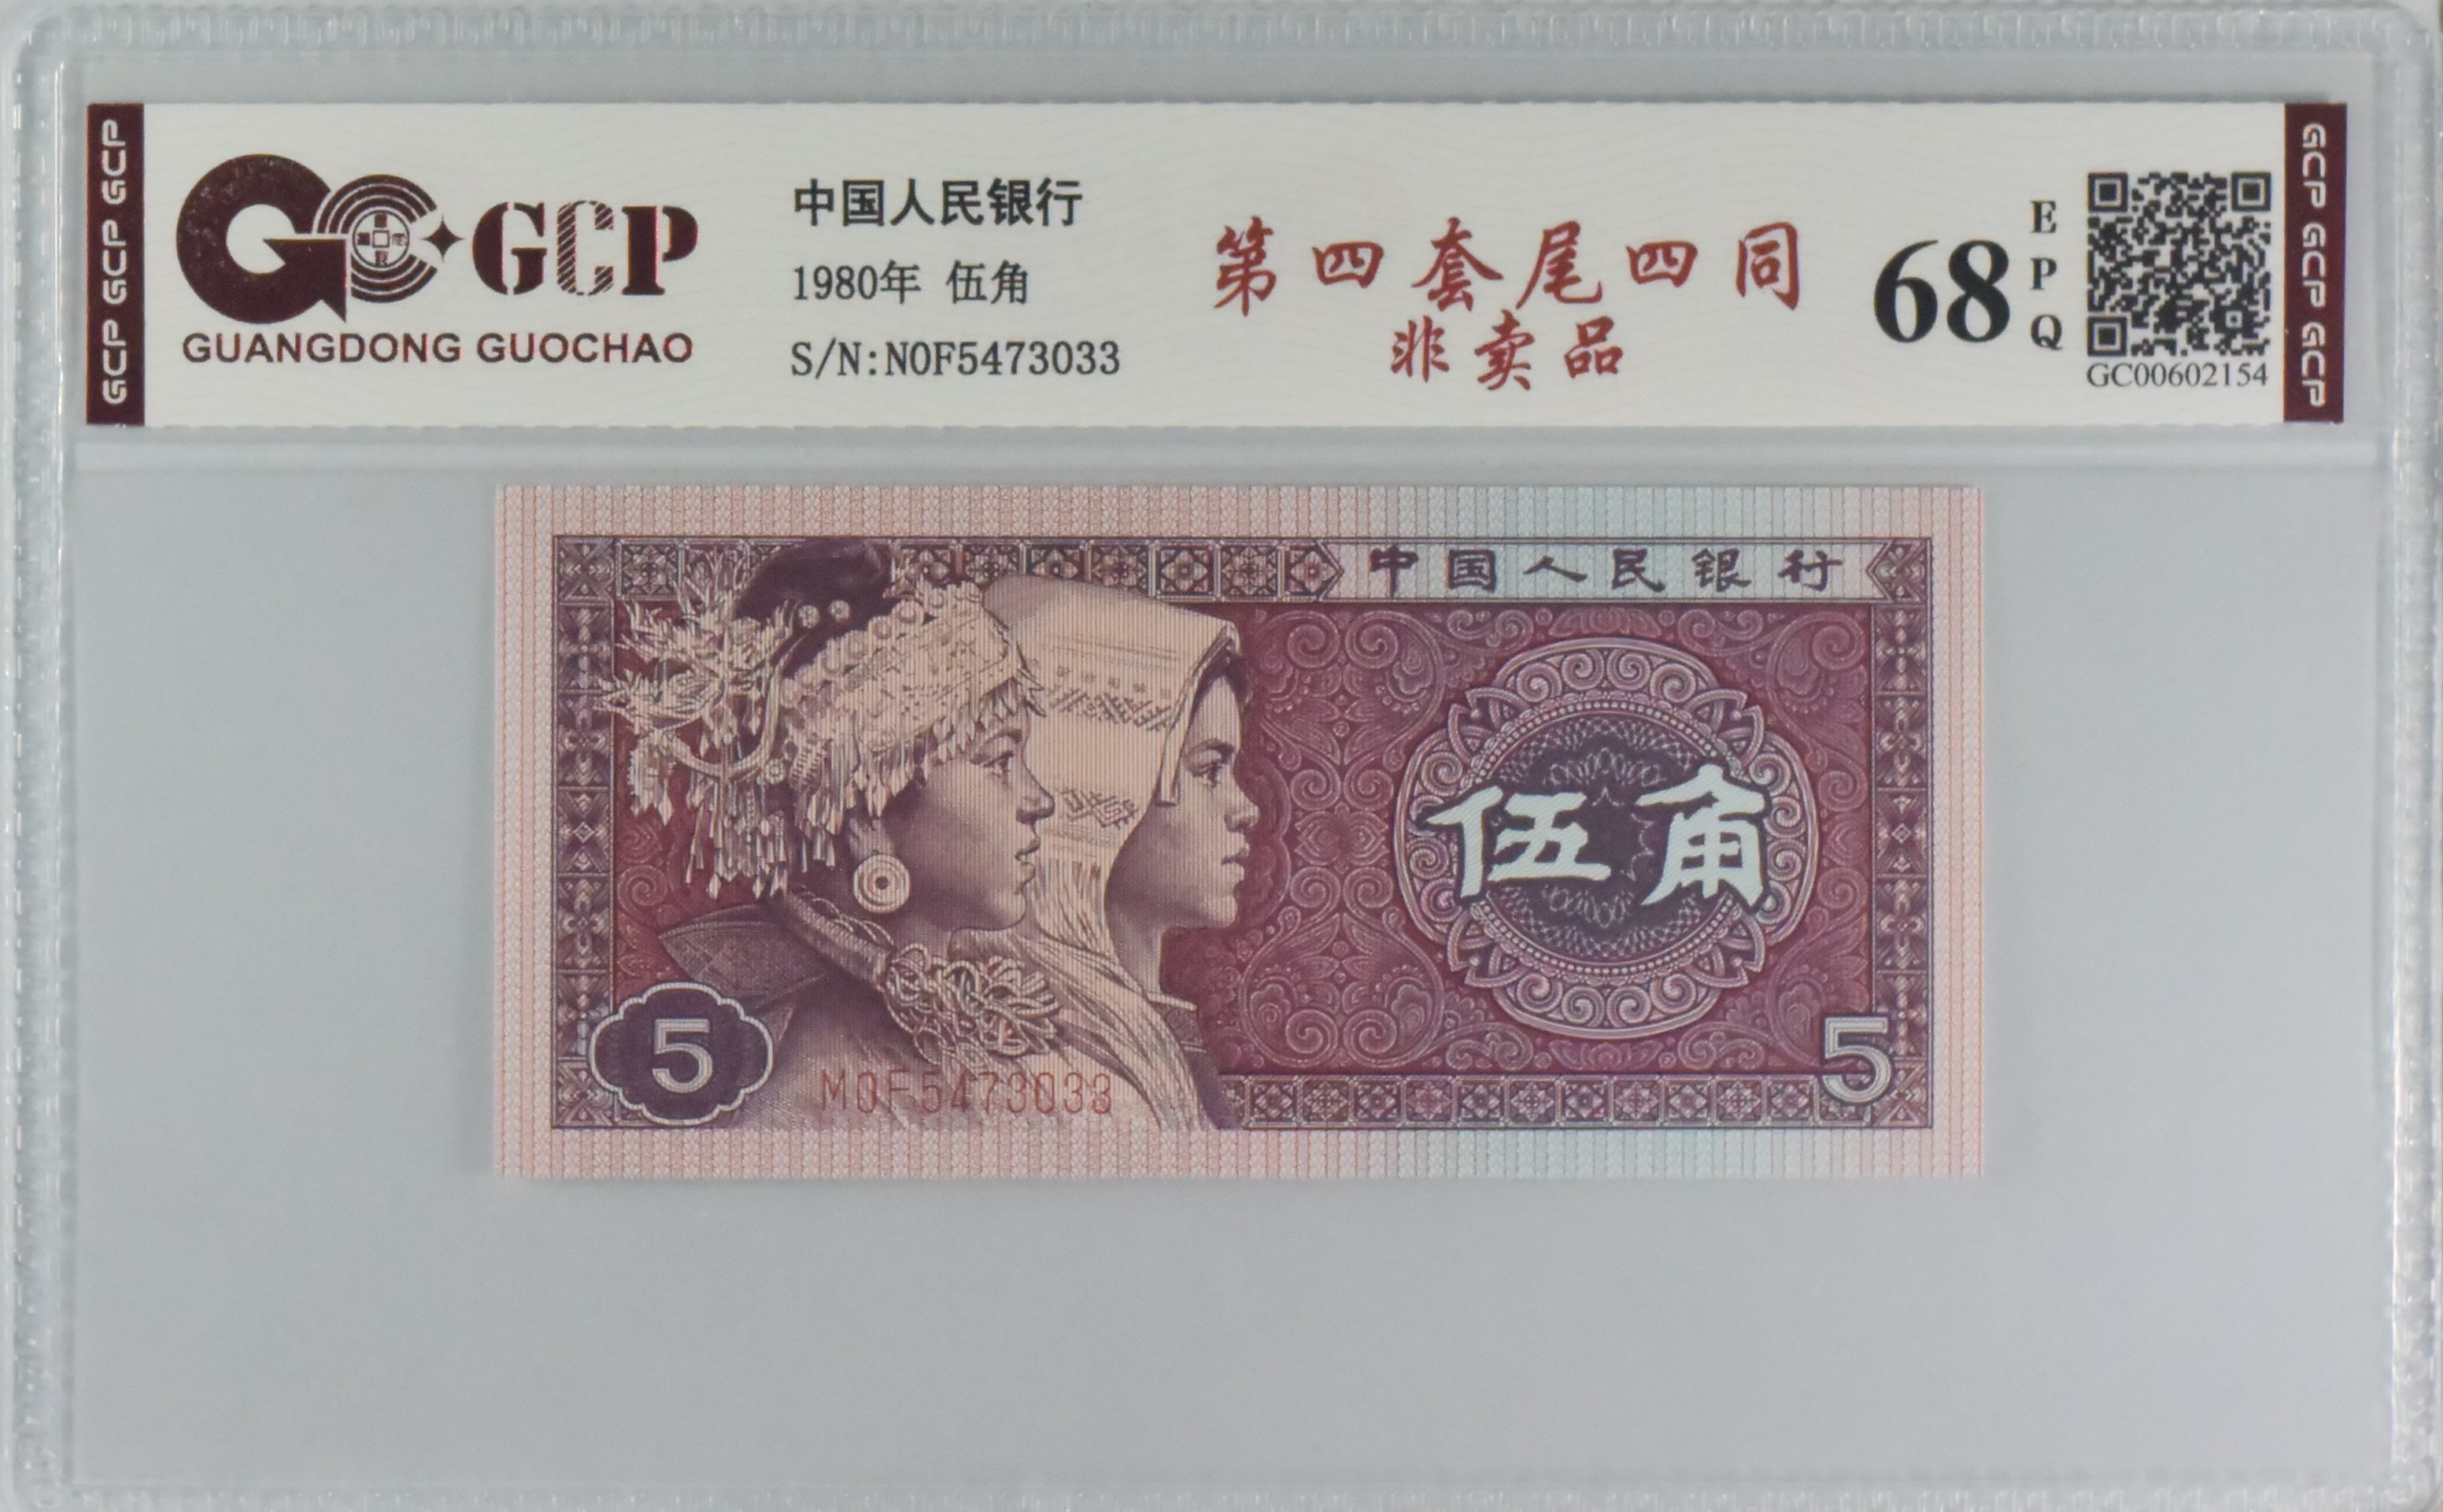 GCP GCP GCP
GCP
GUANGDONG GUOCHAO
中国人民银行
1980年 伍角
S/N:N0F5473033
第四套尾四同
非卖品
68
EPQ
GC00602154
GCP GCP GCP
中国人民银行
伍角
5
5
M0F5473033